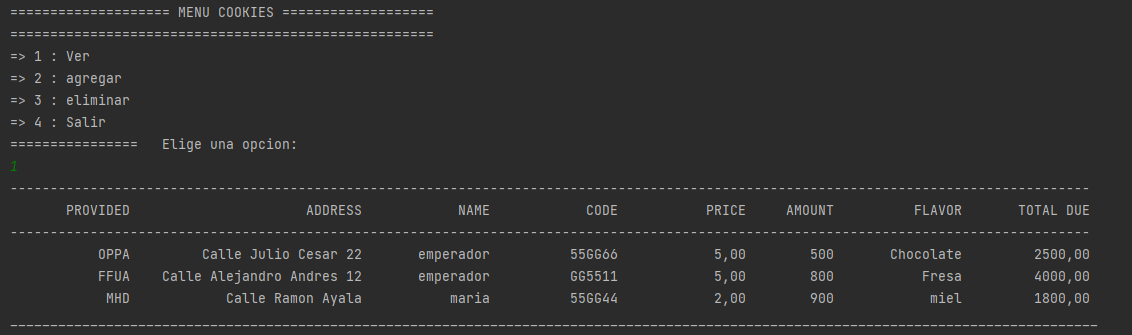 ==================== MENU COOKIES ===================
=====================================================
=> 1 : Ver
=> 2 : agregar
=> 3 : eliminar
=> 4 : Salir
================   Elige una opcion:
1
---------------------------------------------------------------------------------------------------------------------------------------
       PROVIDED                      ADDRESS            NAME            CODE           PRICE     AMOUNT          FLAVOR       TOTAL DUE
---------------------------------------------------------------------------------------------------------------------------------------
           OPPA         Calle Julio Cesar 22       emperador          55GG66            5,00        500       Chocolate         2500,00
           FFUA    Calle Alejandro Andres 12       emperador          GG5511            5,00        800           Fresa         4000,00
            MHD            Calle Ramon Ayala           maria          55GG44            2,00        900            miel         1800,00
________________________________________________________________________________________________________________________________________